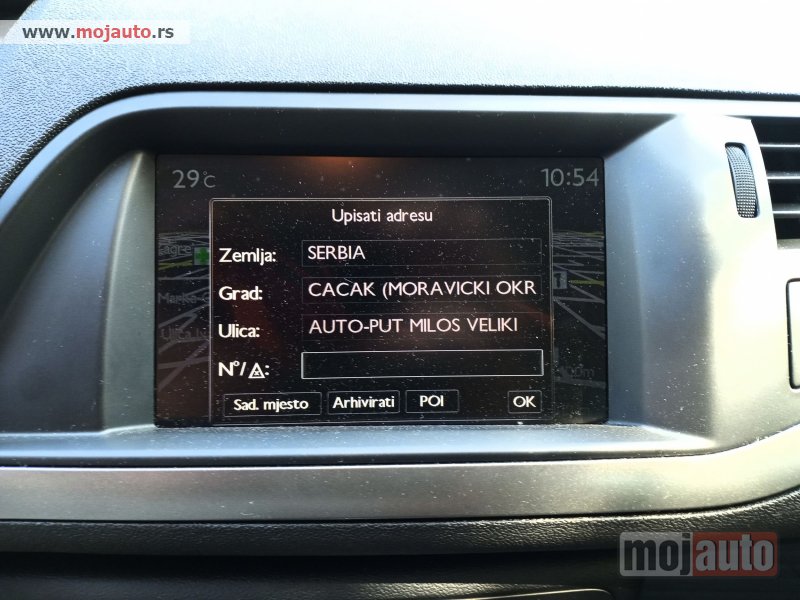 www.mojauto.rs
29°C
10:54
Upisati adresu
Zemlja: SERBIA
Grad: CACAK (MORAVICKI OKR
Ulica: AUTO-PUT MILOS VELIKI
N°/⚠:
Sad. mjesto Arhivirati POI OK
mojauto